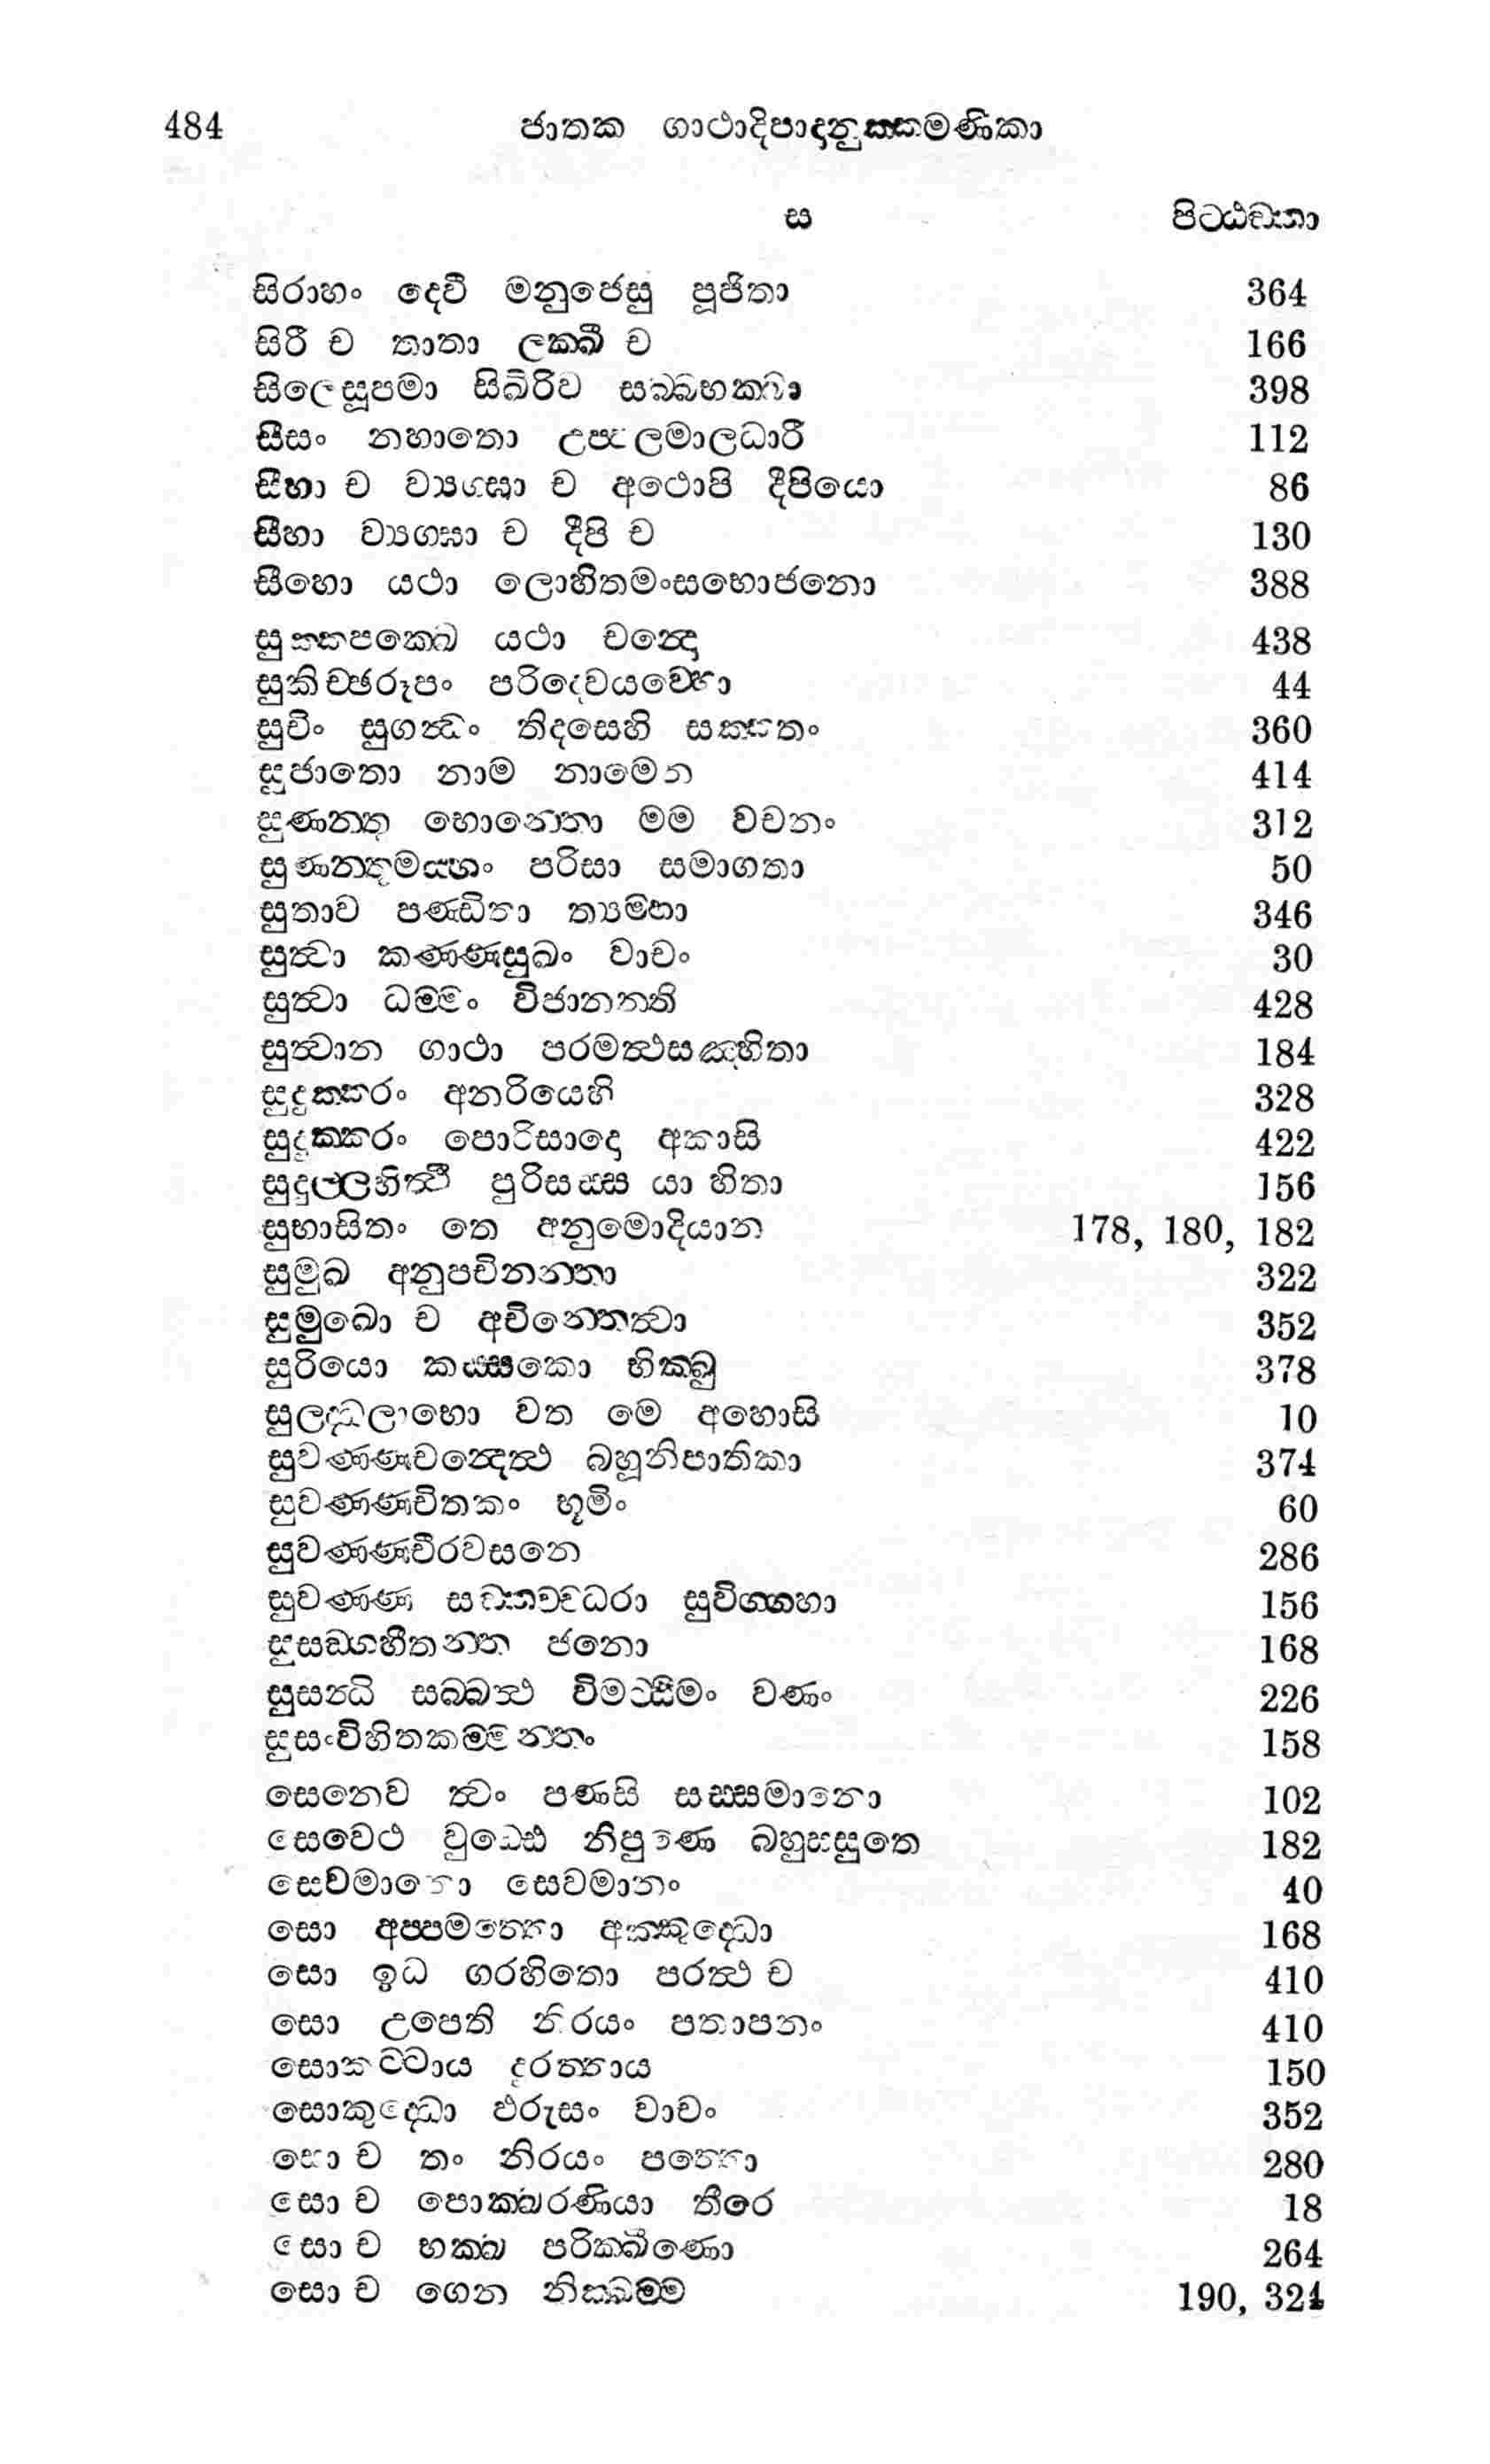 484 ජාතක ගාථාදිපාදානුක්කමණිකා
ස පිට්ඨඞ්කා
සිරාහං දෙවී මනුජෙසු පූජිතා 364
සිරී ච තාතා ලක්ඛී ච 166
සිලෙසූපමා සිඛිරිව සබ්බභක්ඛා 398
සීසං නහාතො උප්පලමාලධාරී 112
සීහා ච ව්‍යග්ඝා ච අථොපි දීපියො 86
සීහා ව්‍යග්ඝා ච දීපි ච 130
සීහො යථා ලොහිතමංසභොජනො 388
සුක්කපක්ඛෙ යථා චන්දො 438
සුකිච්ඡරූපං පරිදෙවයව්හො 44
සුචිං සුගන්ධං තිදසෙහි සක්කතං 360
සුජාතො නාම නාමෙන 414
සුණන්තු භොන්තො මම වචනං 312
සුණන්තුමය්හං පරිසා සමාගතා 50
සුතාව පණ්ඩිතා ත්‍යම්හා 346
සුත්වා කණ්ණසුඛං වාචං 30
සුත්වා ධම්මං විජානන්ති 428
සුත්වාන ගාථා පරමත්ථසඤ්හිතා 184
සුදුක්කරං අනරියෙහි 328
සුදුක්කරං පොරිසාදො අකාසි 422
සුදුල්ලහිත්ථී පුරිසස්ස යා හිතා 156
සුභාසිතං තෙ අනුමොදියාන 178, 180, 182
සුමුඛ අනුපචිනන්තා 322
සුමුඛො ච අචින්තෙත්වා 352
සුරියො කස්සකො භික්ඛු 378
සුලද්ධලාභො වත මෙ අහොසි 10
සුවණ්ණචන්දෙත්ථ බහූනිපාතිකා 374
සුවණ්ණචිතකං භූමිං 60
සුවණ්ණචීරවසනෙ 286
සුවණ්ණ සඞ්කච්චධරා සුවිග්ගහා 156
සුසඞ්ගහීතන්ත ජනො 168
සුසන්ධි සබ්බත්ථ විමට්ඨීමං වණං 226
සුසංවිහිතකම්මන්තං 158
සෙනෙව ත්වං පණසි සස්සමානො 102
සෙවෙථ වුඩ්ඪෙ නිපුණෙ බහුස්සුතෙ 182
සෙවමානො සෙවමානං 40
සො අප්පමත්තො අක්කුද්ධො 168
සො ඉධ ගරහිතො පරත්ථ ච 410
සො උපෙති නිරයං පතාපනං 410
සොකට්ටාය දුරත්තාය 150
සොකුද්ධො ඵරුසං වාචං 352
සො ච තං නිරයං පත්තො 280
සො ච පොක්ඛරණියා තීරෙ 18
සො ච භක්ඛ පරික්ඛීණො 264
සො ච ගෙන නික්ඛම්ම 190, 324